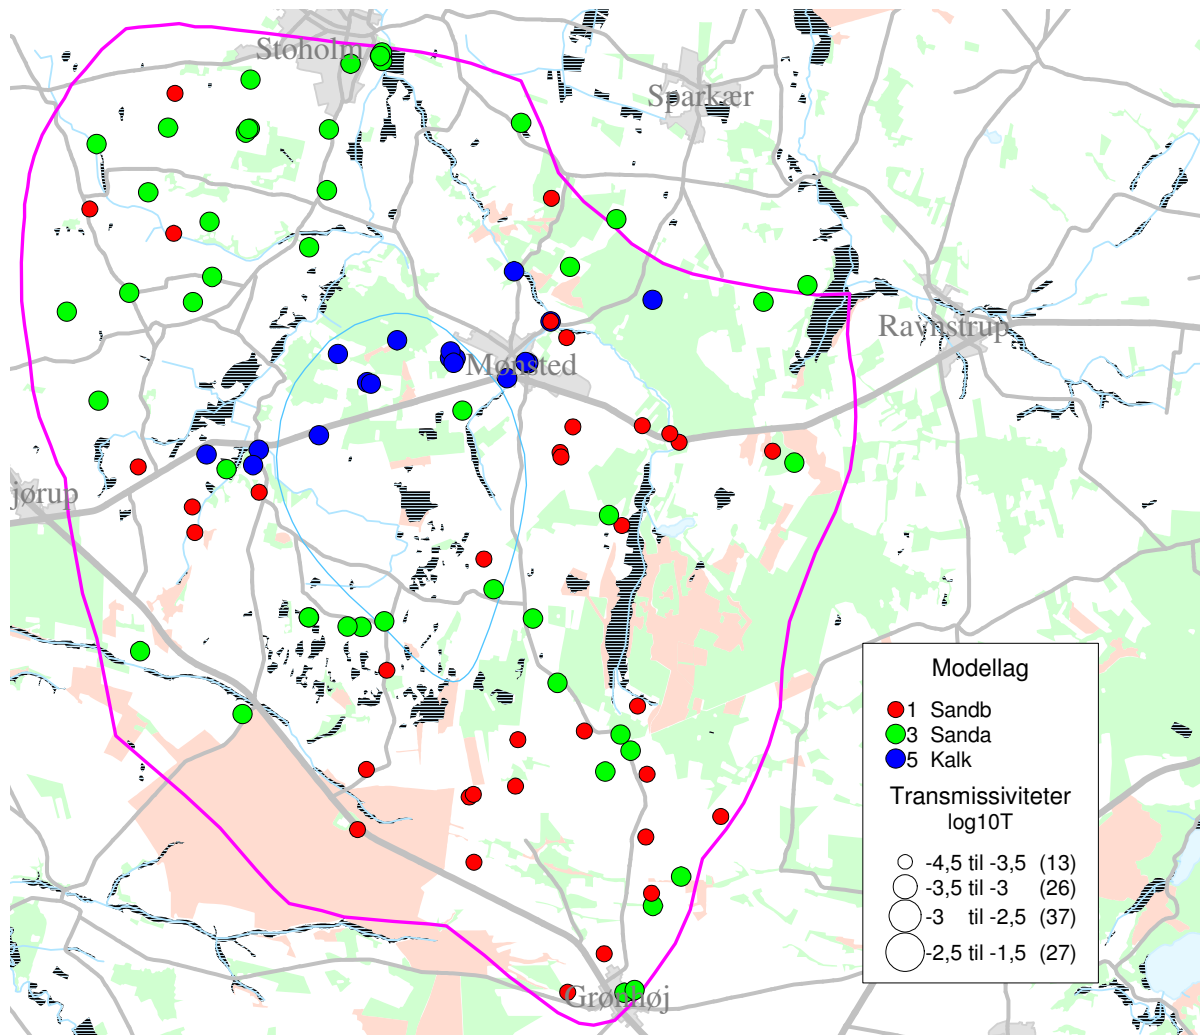 Stoholm
Sparkær
Ravnstrup
Mønsted
jørup
Modellag
1 Sandb
3 Sanda
5 Kalk
Transmissiviteter
log10T
-4,5 til -3,5 (13)
-3,5 til -3 (26)
-3 til -2,5 (37)
-2,5 til -1,5 (27)
Grønhøj